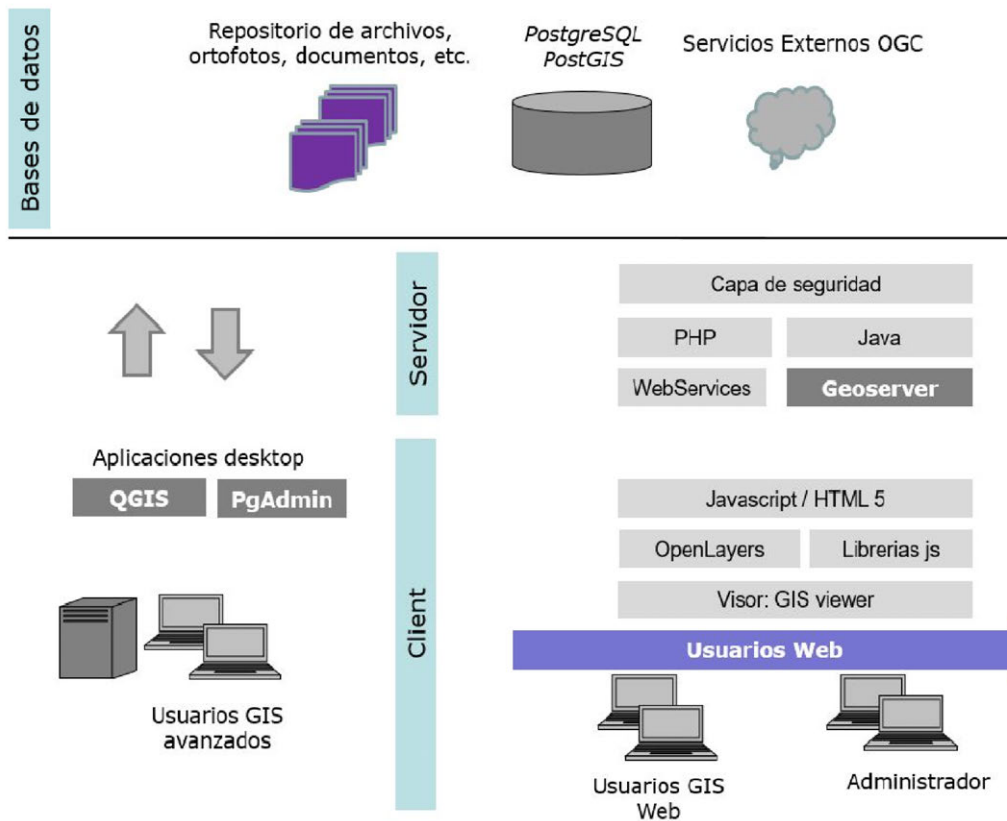 Bases de datos
Repositorio de archivos,
ortofotos, documentos, etc.
PostgreSQL
PostGIS
Servicios Externos OGC
Servidor
Capa de seguridad
PHP
Java
WebServices
Geoserver
Aplicaciones desktop
QGIS
PgAdmin
Client
Javascript / HTML 5
OpenLayers
Librerias js
Visor: GIS viewer
Usuarios Web
Usuarios GIS
avanzados
Usuarios GIS
Web
Administrador